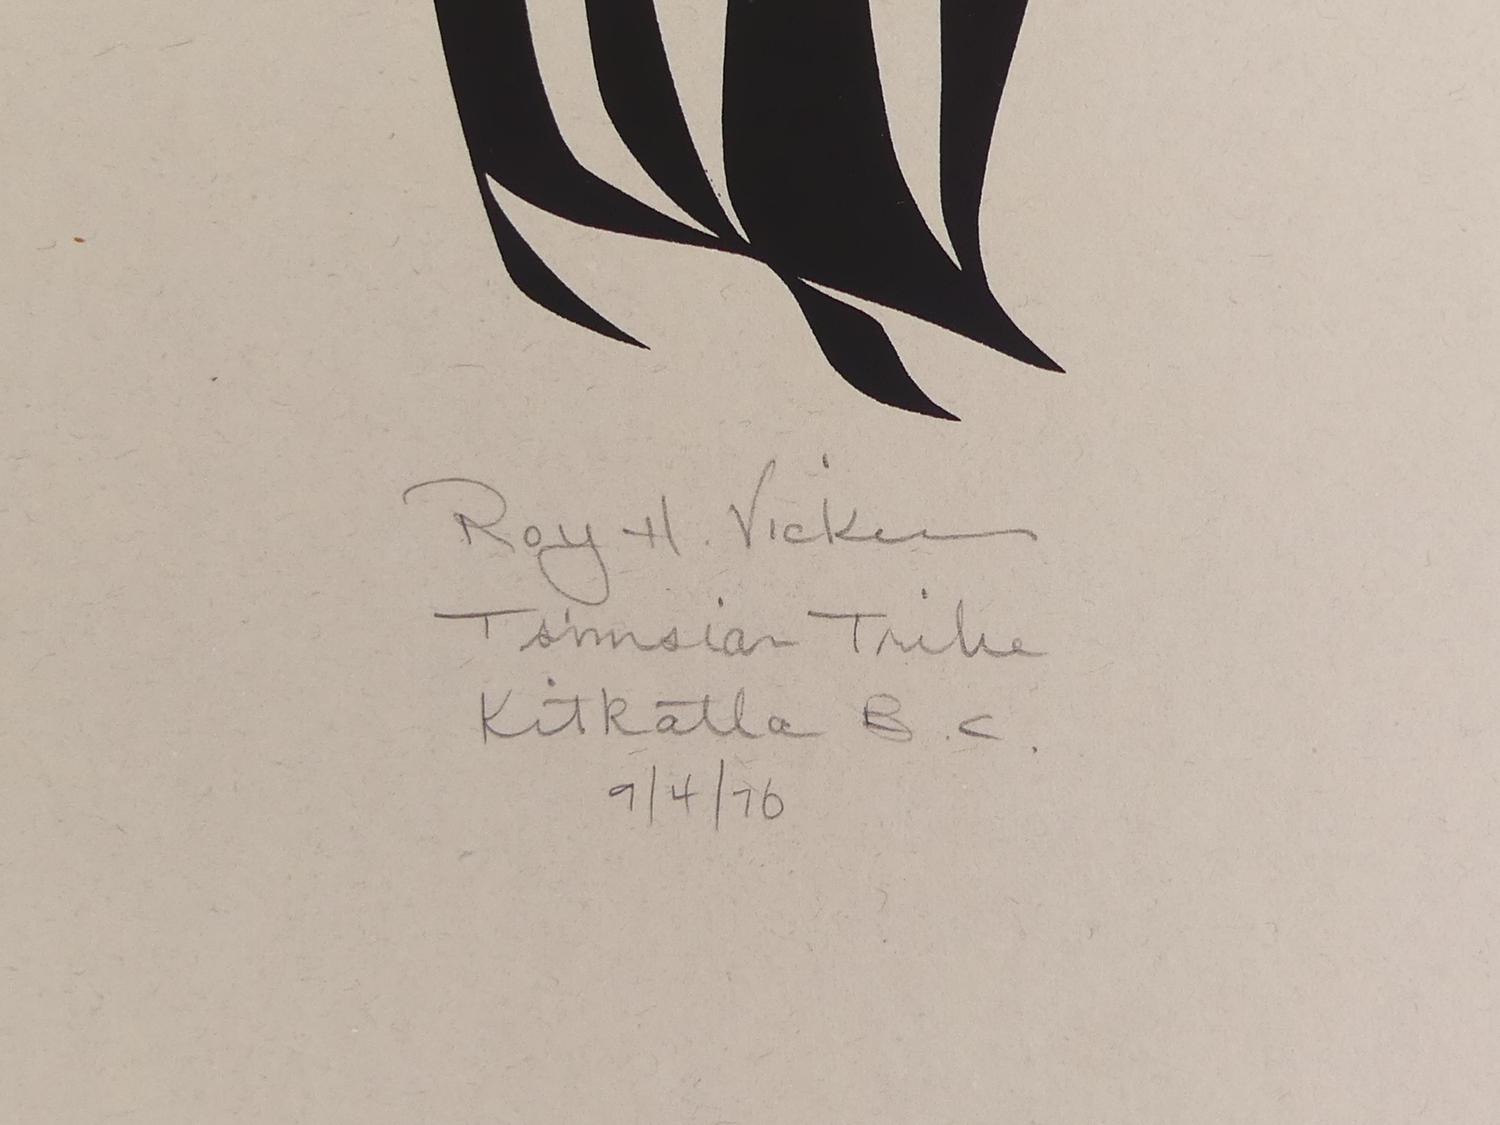 Roy H. Vickers
Tsimsian Tribe
Kitkatla B.C.
9/4/76